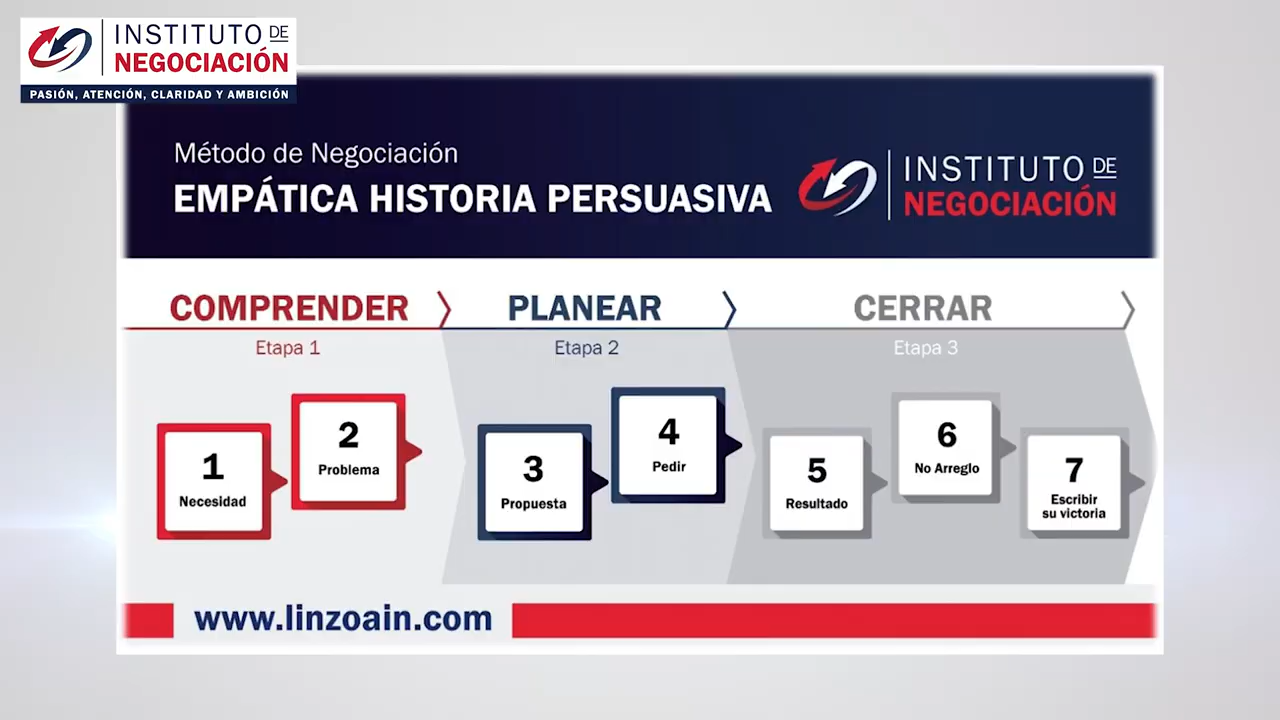 INSTITUTO DE
NEGOCIACIÓN
PASIÓN, ATENCIÓN, CLARIDAD Y AMBICIÓN
Método de Negociación
EMPÁTICA HISTORIA PERSUASIVA
INSTITUTO DE
NEGOCIACIÓN
COMPRENDER
Etapa 1
PLANEAR
Etapa 2
CERRAR
Etapa 3
1
Necesidad
2
Problema
3
Propuesta
4
Pedir
5
Resultado
6
No Arreglo
7
Escribir
su victoria
www.linzoain.com